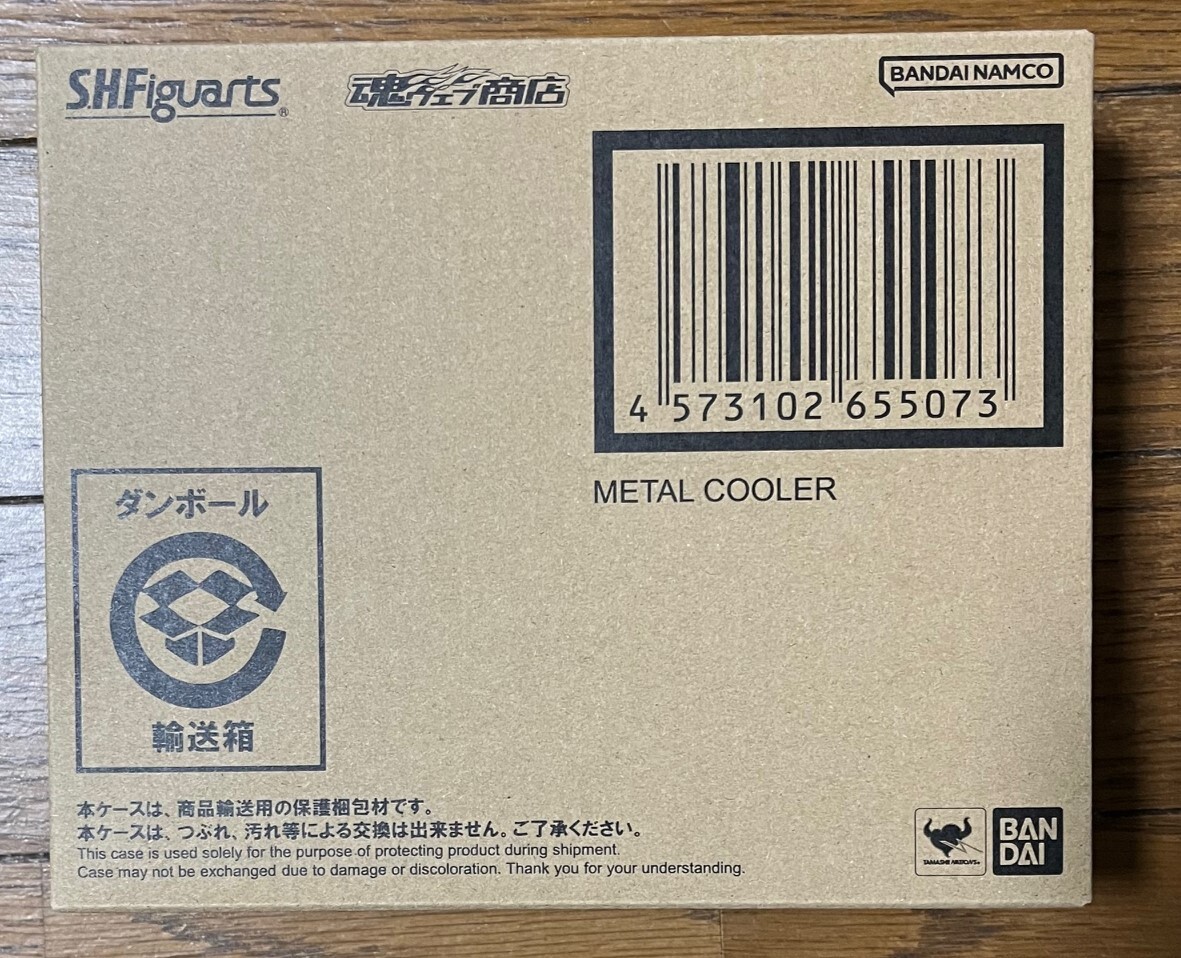 S.H.Figuarts®
魂ウェブ商店
BANDAI NAMCO
4 573102 655073
METAL COOLER
ダンボール
輸送箱
本ケースは、商品輸送用の保護梱包材です。
本ケースは、つぶれ、汚れ等による交換は出来ません。ご了承ください。
This case is used solely for the purpose of protecting product during shipment.
Case may not be exchanged due to damage or discoloration. Thank you for your understanding.
TAMASHII NATIONS
BAN
DAI